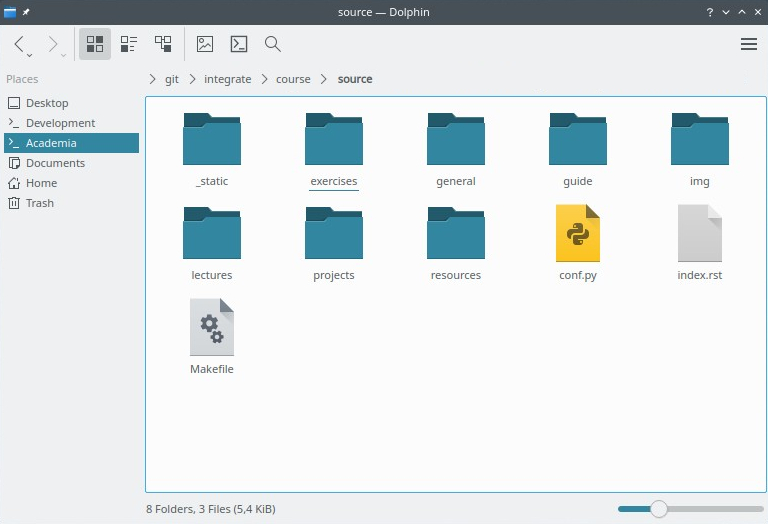 source — Dolphin
?
Places
git integrate course source
Desktop
Development
Academia
Documents
Home
Trash
_static exercises general guide img
lectures projects resources conf.py index.rst
Makefile
8 Folders, 3 Files (5,4 KiB)